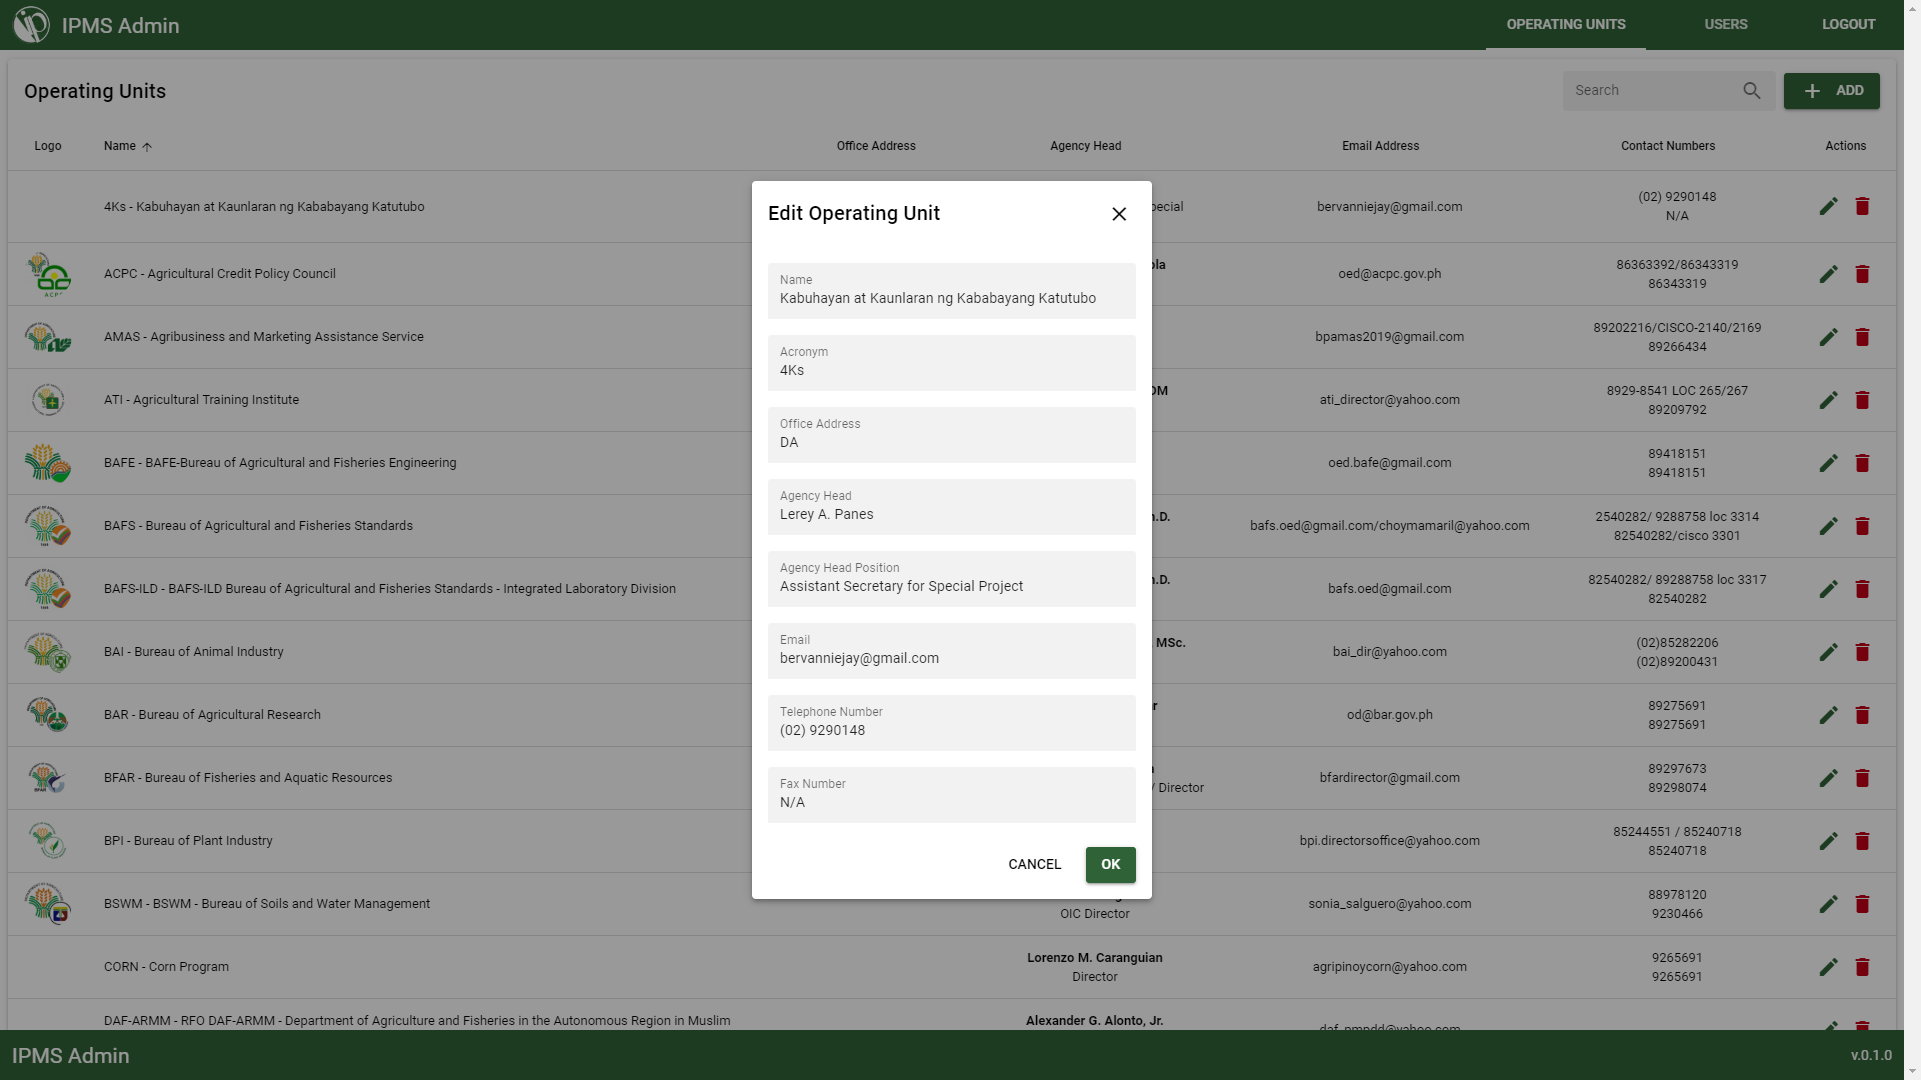 IPMS Admin
OPERATING UNITS
USERS
LOGOUT
Operating Units
Search
ADD
Logo
Name
Office Address
Agency Head
Email Address
Contact Numbers
Actions
4Ks - Kabuhayan at Kaunlaran ng Kababayang Katutubo
bervanniejay@gmail.com
(02) 9290148
N/A
ACPC - Agricultural Credit Policy Council
oed@acpc.gov.ph
86363392/86343319
86343319
AMAS - Agribusiness and Marketing Assistance Service
bpamas2019@gmail.com
89202216/CISCO-2140/2169
89266434
ATI - Agricultural Training Institute
ati_director@yahoo.com
8929-8541 LOC 265/267
89209792
BAFE - BAFE-Bureau of Agricultural and Fisheries Engineering
oed.bafe@gmail.com
89418151
89418151
BAFS - Bureau of Agricultural and Fisheries Standards
bafs.oed@gmail.com/choymamaril@yahoo.com
2540282/ 9288758 loc 3314
82540282/cisco 3301
BAFS-ILD - BAFS-ILD Bureau of Agricultural and Fisheries Standards - Integrated Laboratory Division
bafs.oed@gmail.com
82540282/ 89288758 loc 3317
82540282
BAI - Bureau of Animal Industry
MSc.
bai_dir@yahoo.com
(02)85282206
(02)89200431
BAR - Bureau of Agricultural Research
od@bar.gov.ph
89275691
89275691
BFAR - Bureau of Fisheries and Aquatic Resources
/ Director
bfardirector@gmail.com
89297673
89298074
BPI - Bureau of Plant Industry
bpi.directorsoffice@yahoo.com
85244551 / 85240718
85240718
BSWM - BSWM - Bureau of Soils and Water Management
OIC Director
sonia_salguero@yahoo.com
88978120
9230466
CORN - Corn Program
Lorenzo M. Caranguian
Director
agripinoycorn@yahoo.com
9265691
9265691
DAF-ARMM - RFO DAF-ARMM - Department of Agriculture and Fisheries in the Autonomous Region in Muslim
Alexander G. Alonto, Jr.
Edit Operating Unit
Name
Kabuhayan at Kaunlaran ng Kababayang Katutubo
Acronym
4Ks
Office Address
DA
Agency Head
Lerey A. Panes
Agency Head Position
Assistant Secretary for Special Project
Email
bervanniejay@gmail.com
Telephone Number
(02) 9290148
Fax Number
N/A
CANCEL
OK
IPMS Admin
v.0.1.0